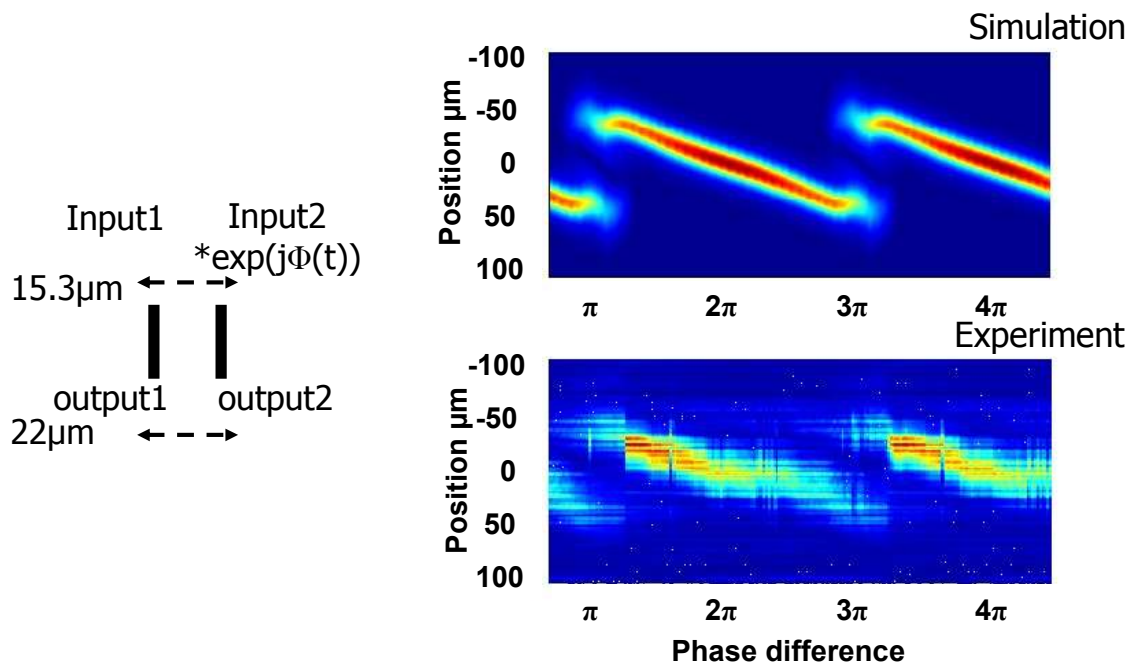 Input1
Input2
*exp(jΦ(t))
15.3µm
output1
output2
22µm
Simulation
Position µm
-100
-50
0
50
100
π
2π
3π
4π
Experiment
Position µm
-100
-50
0
50
100
π
2π
3π
4π
Phase difference